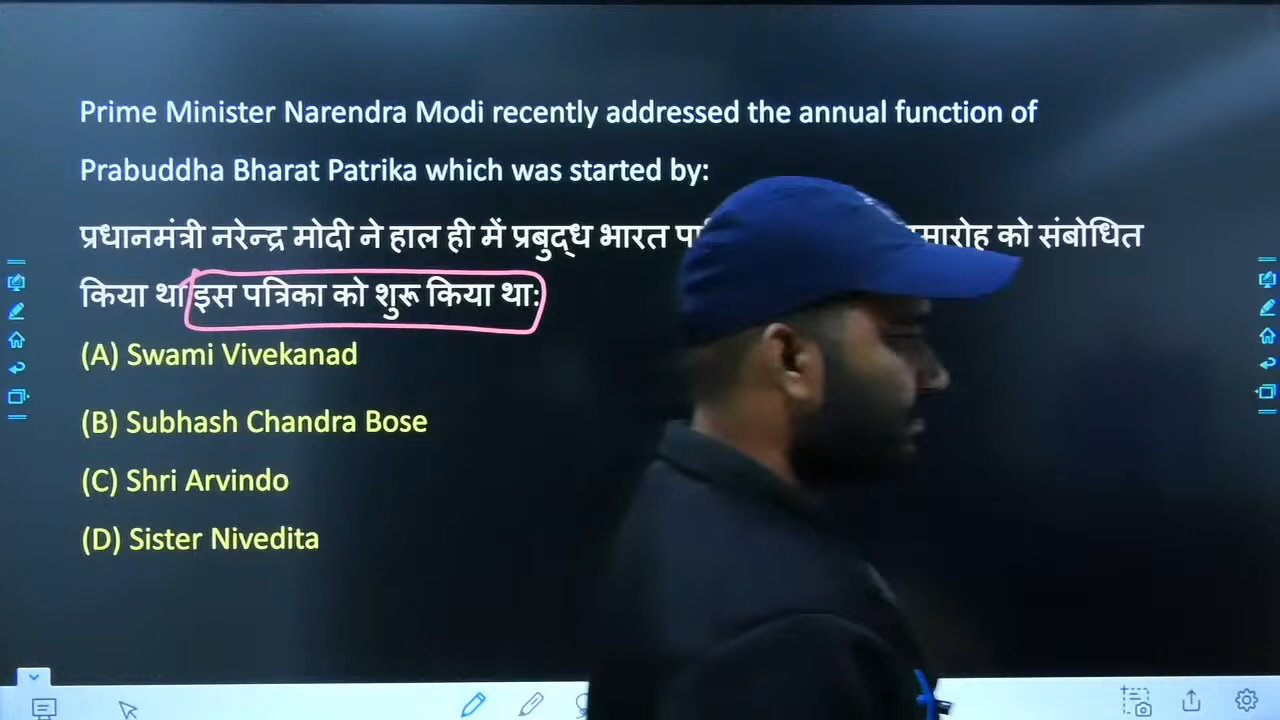 Prime Minister Narendra Modi recently addressed the annual function of
Prabuddha Bharat Patrika which was started by:
प्रधानमंत्री नरेन्द्र मोदी ने हाल ही में प्रबुद्ध भारत को संबोधित
किया था इस पत्रिका को शुरू किया था:
(A) Swami Vivekanad
(B) Subhash Chandra Bose
(C) Shri Arvindo
(D) Sister Nivedita